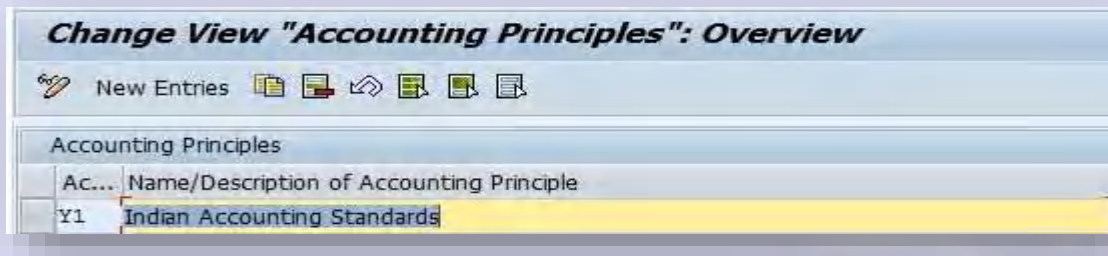 Change View "Accounting Principles": Overview
New Entries
Accounting Principles
Ac... Name/Description of Accounting Principle
Y1 Indian Accounting Standards